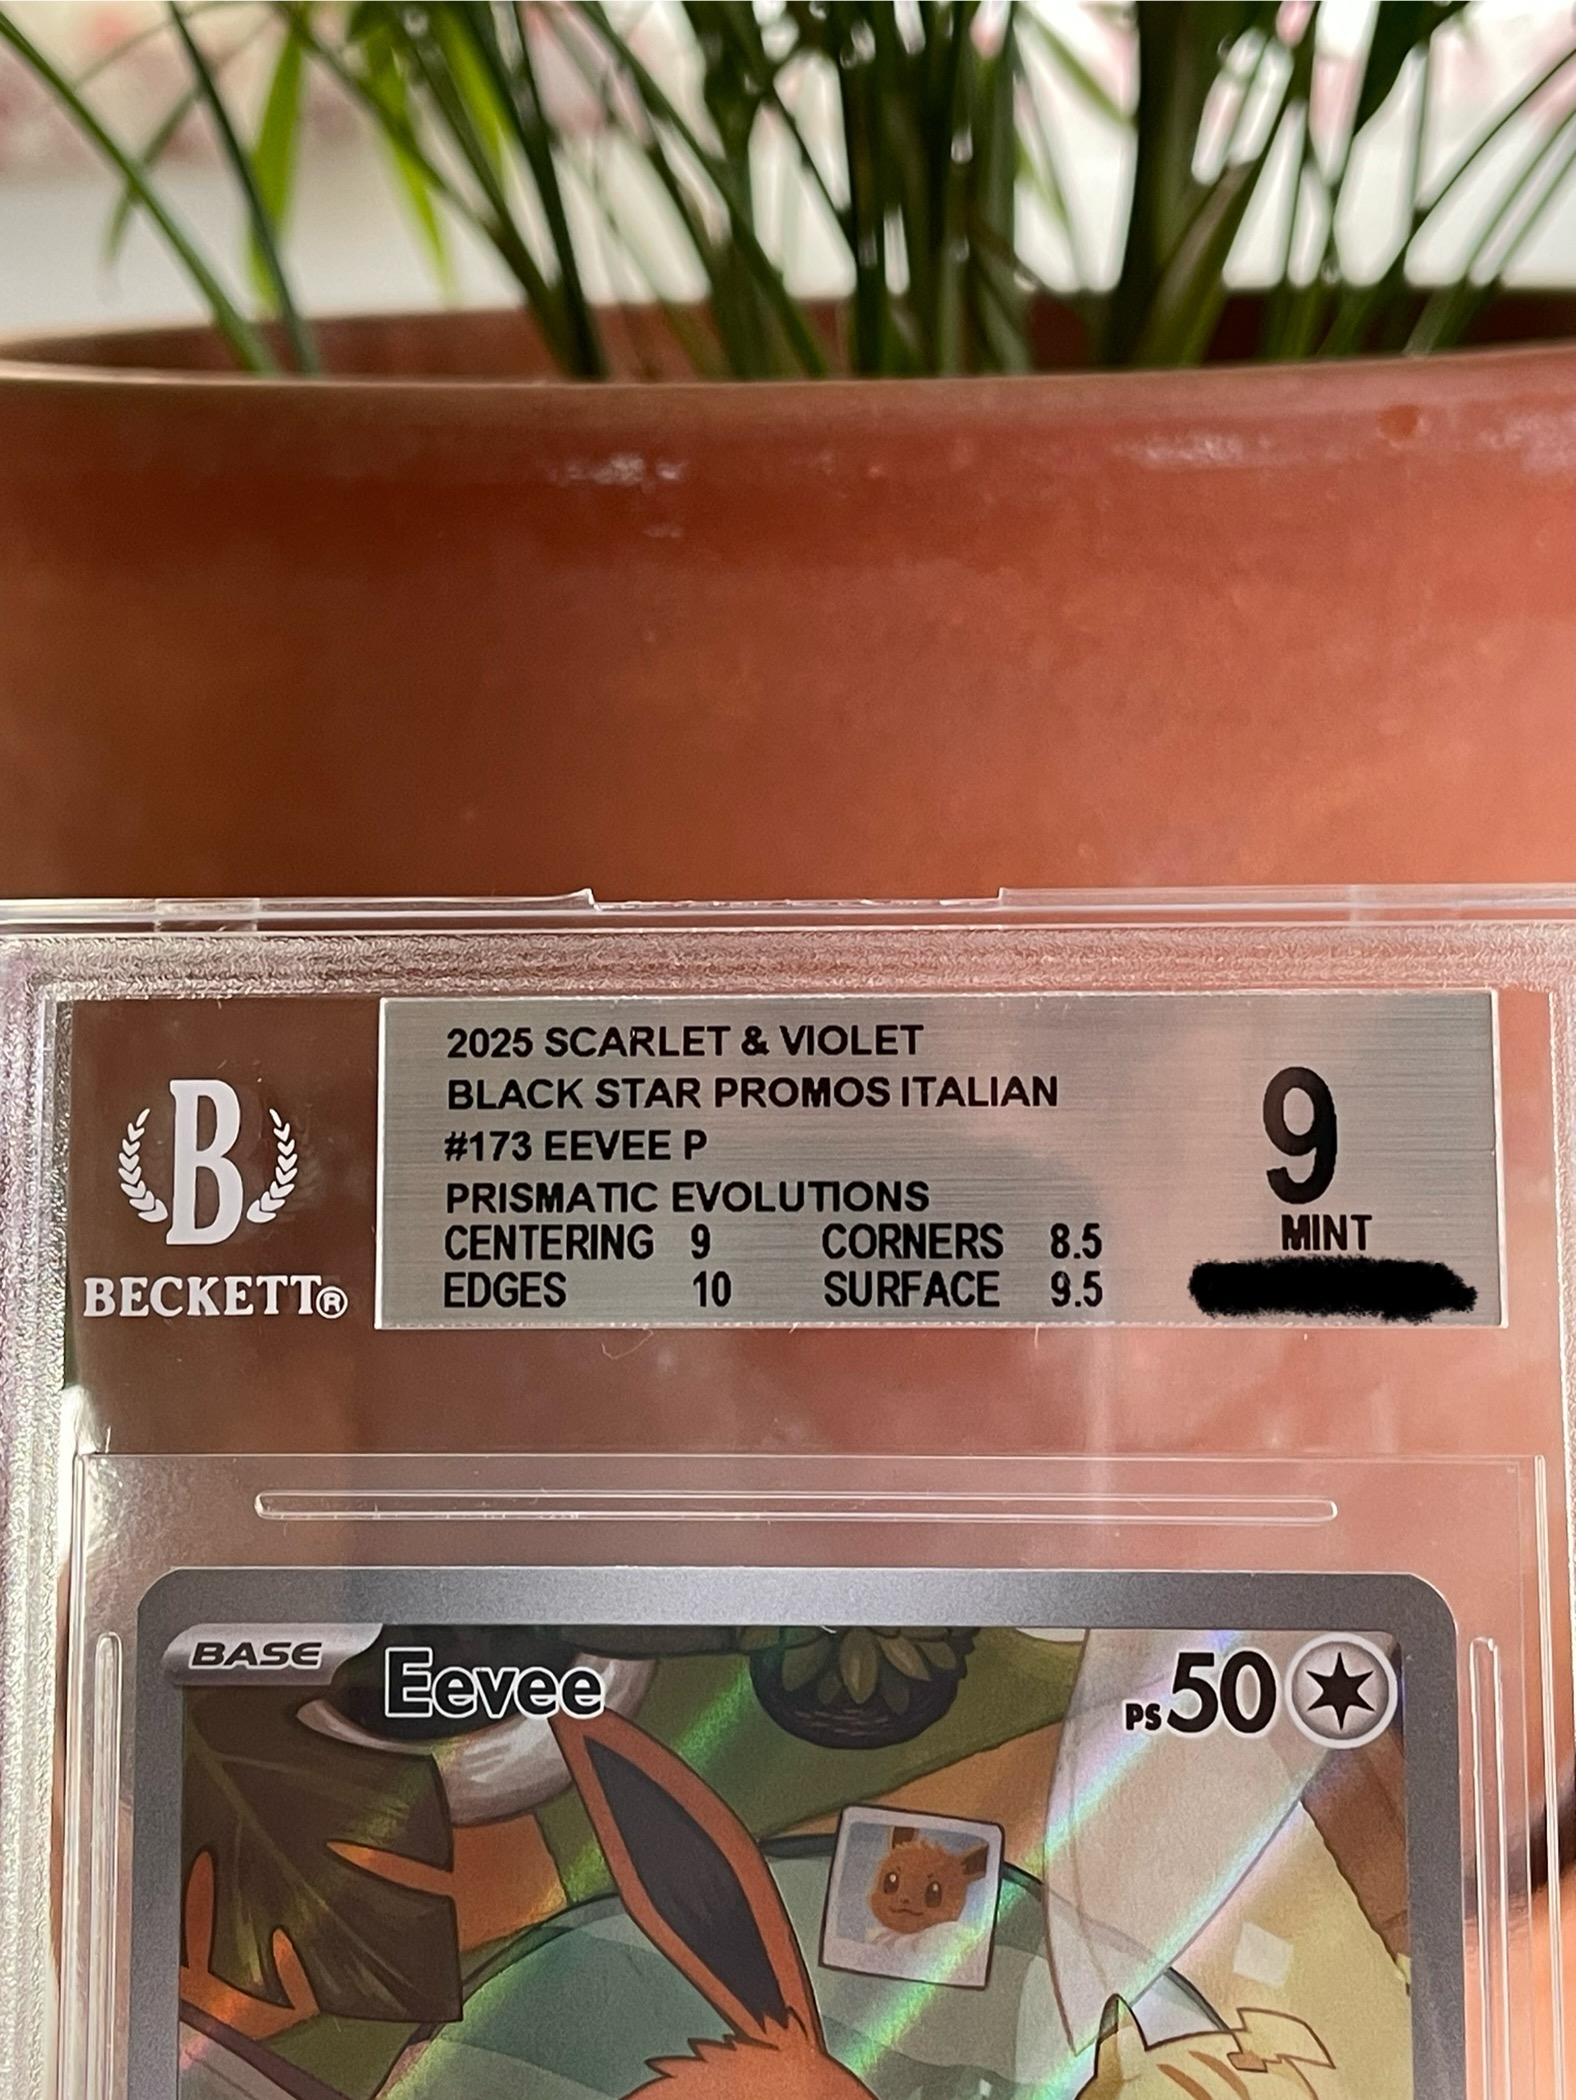 2025 SCARLET & VIOLET
BLACK STAR PROMOS ITALIAN
#173 EEVEE P
PRISMATIC EVOLUTIONS
CENTERING 9 CORNERS 8.5
EDGES 10 SURFACE 9.5
9
MINT
B
BECKETT®
BASE Eevee PS50